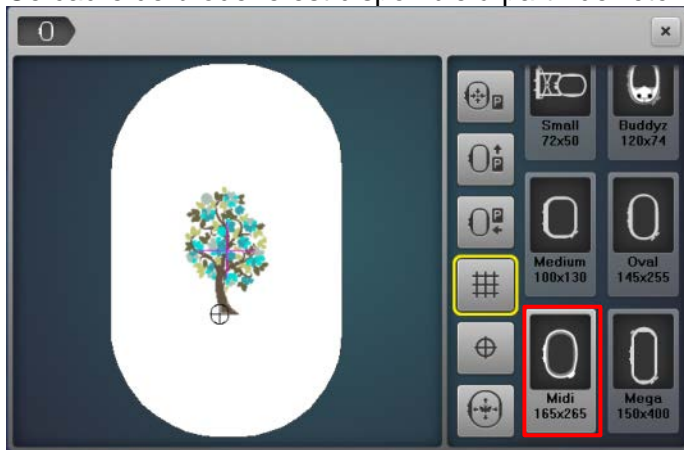 P
Small
72x50
Buddyz
120x74
P
P
Medium
100x130
Oval
145x255
Midi
165x265
Mega
150x400